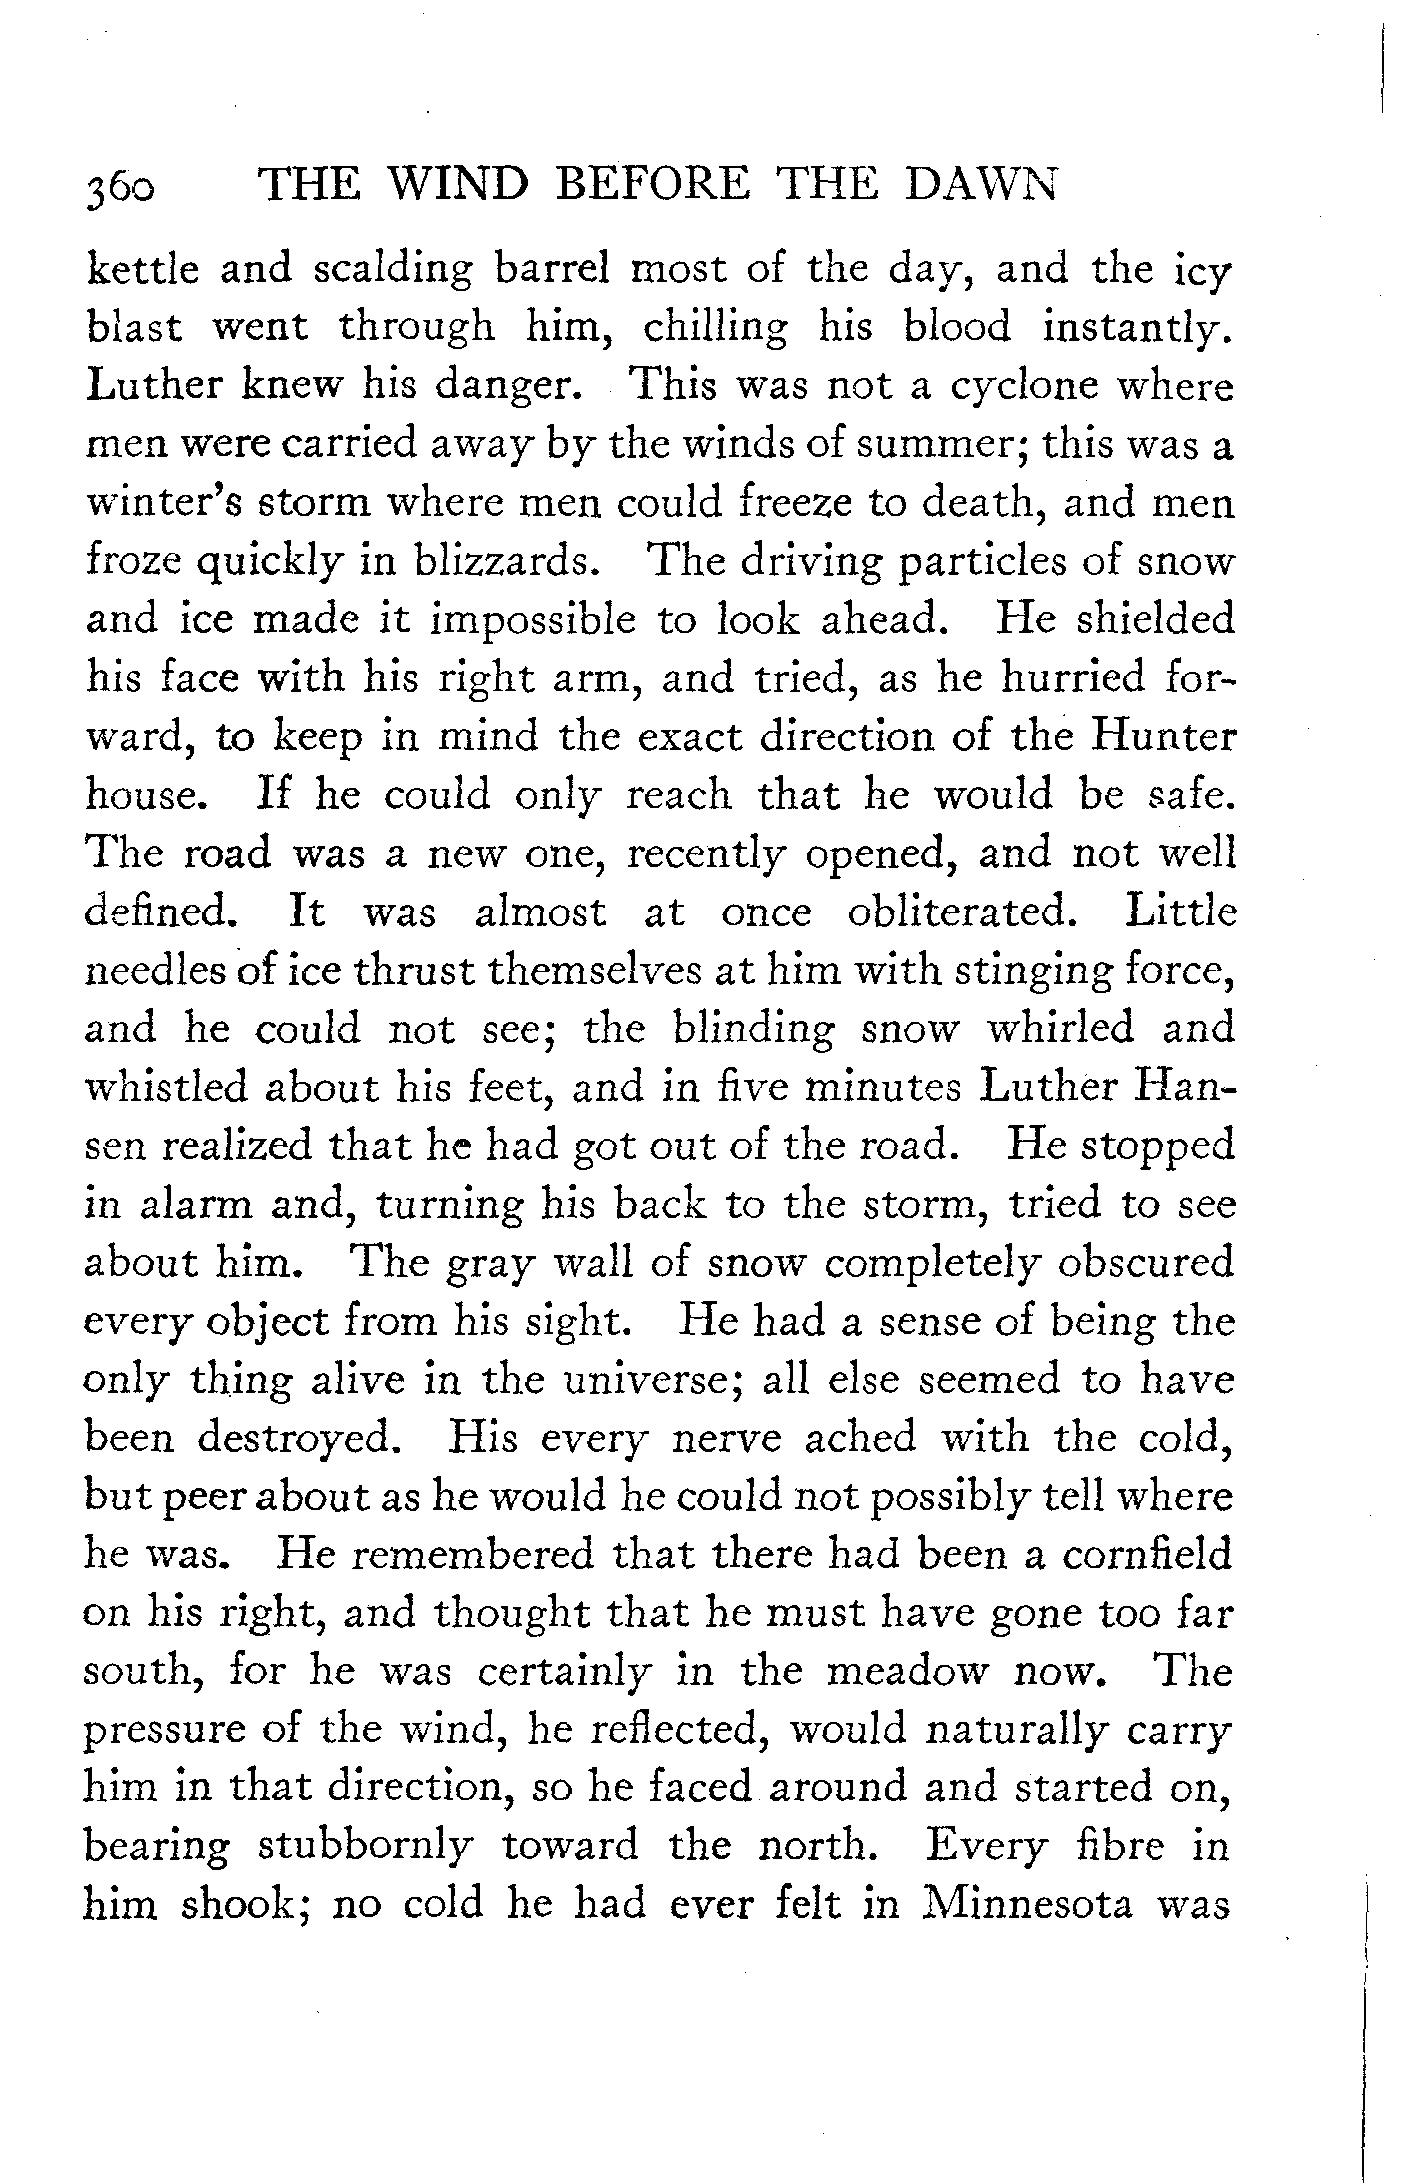 360 THE WIND BEFORE THE DAWN
kettle and scalding barrel most of the day, and the icy
blast went through him, chilling his blood instantly.
Luther knew his danger. This was not a cyclone where
men were carried away by the winds of summer; this was a
winter's storm where men could freeze to death, and men
froze quickly in blizzards. The driving particles of snow
and ice made it impossible to look ahead. He shielded
his face with his right arm, and tried, as he hurried for-
ward, to keep in mind the exact direction of the Hunter
house. If he could only reach that he would be safe.
The road was a new one, recently opened, and not well
defined. It was almost at once obliterated. Little
needles of ice thrust themselves at him with stinging force,
and he could not see; the blinding snow whirled and
whistled about his feet, and in five minutes Luther Han-
sen realized that he had got out of the road. He stopped
in alarm and, turning his back to the storm, tried to see
about him. The gray wall of snow completely obscured
every object from his sight. He had a sense of being the
only thing alive in the universe; all else seemed to have
been destroyed. His every nerve ached with the cold,
but peer about as he would he could not possibly tell where
he was. He remembered that there had been a cornfield
on his right, and thought that he must have gone too far
south, for he was certainly in the meadow now. The
pressure of the wind, he reflected, would naturally carry
him in that direction, so he faced around and started on,
bearing stubbornly toward the north. Every fibre in
him shook; no cold he had ever felt in Minnesota was